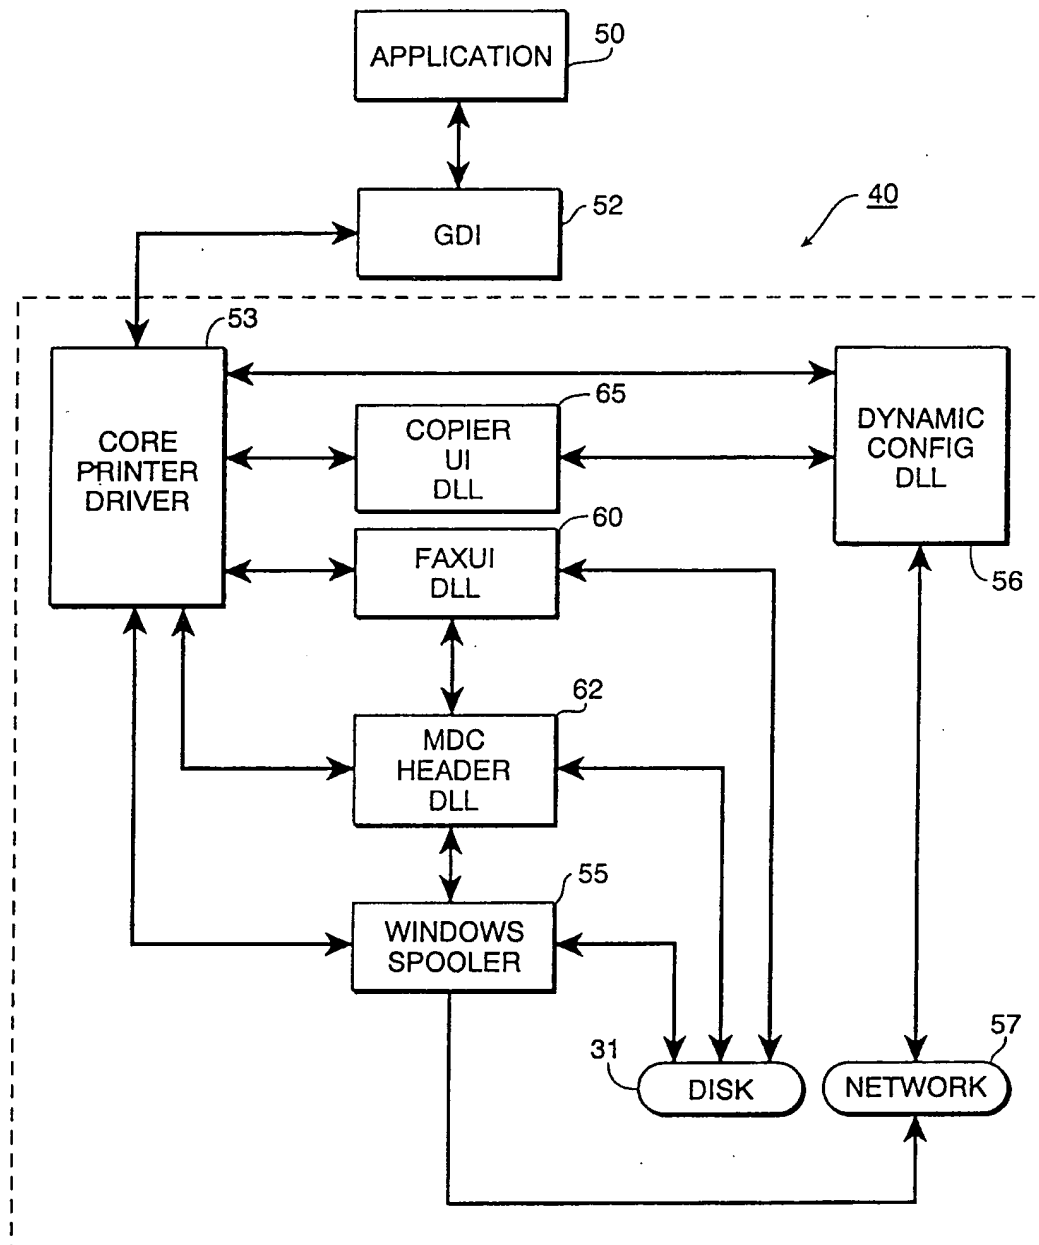 50
APPLICATION
52
GDI
40
53
CORE
PRINTER
DRIVER
65
COPIER
UI
DLL
DYNAMIC
CONFIG
DLL
56
60
FAXUI
DLL
62
MDC
HEADER
DLL
55
WINDOWS
SPOOLER
31
DISK
57
NETWORK